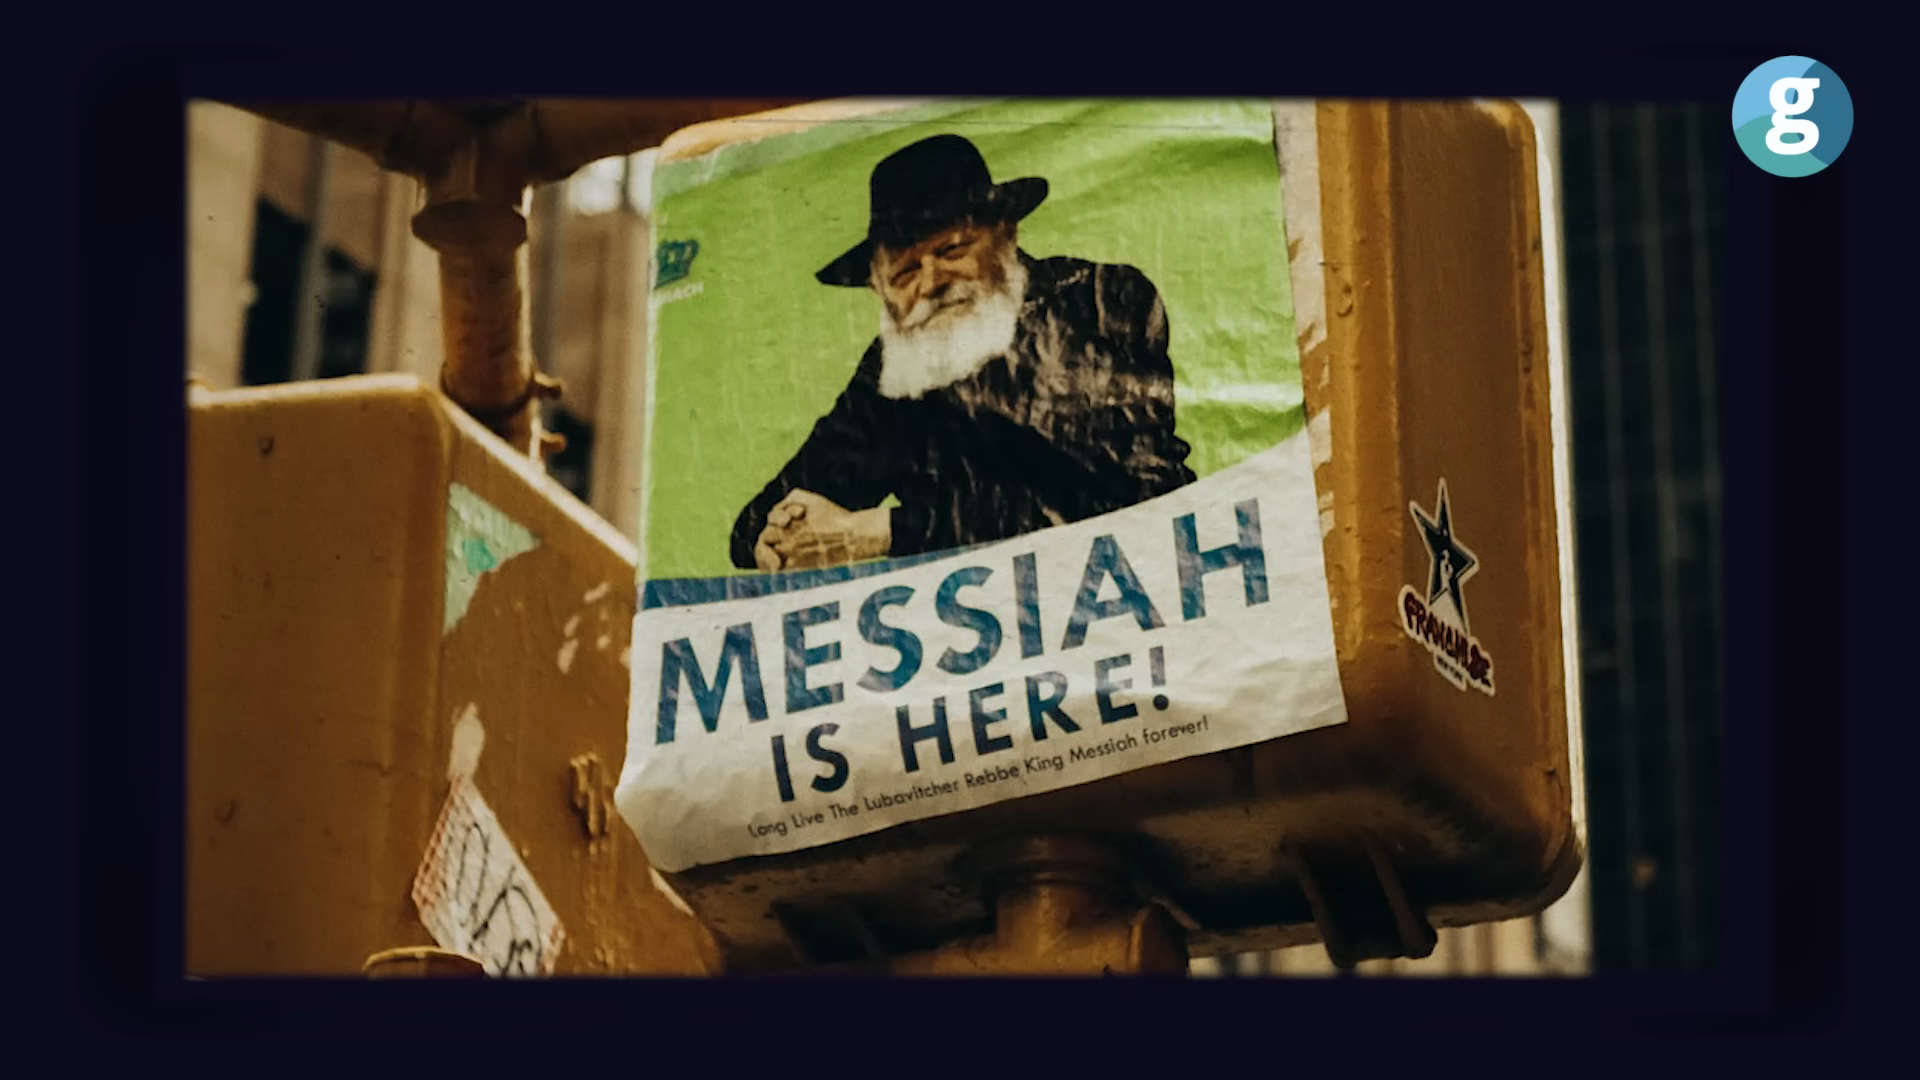 g
MESSIAH
IS HERE!
Long Live The Lubavitcher Rebbe King Messiah forever!